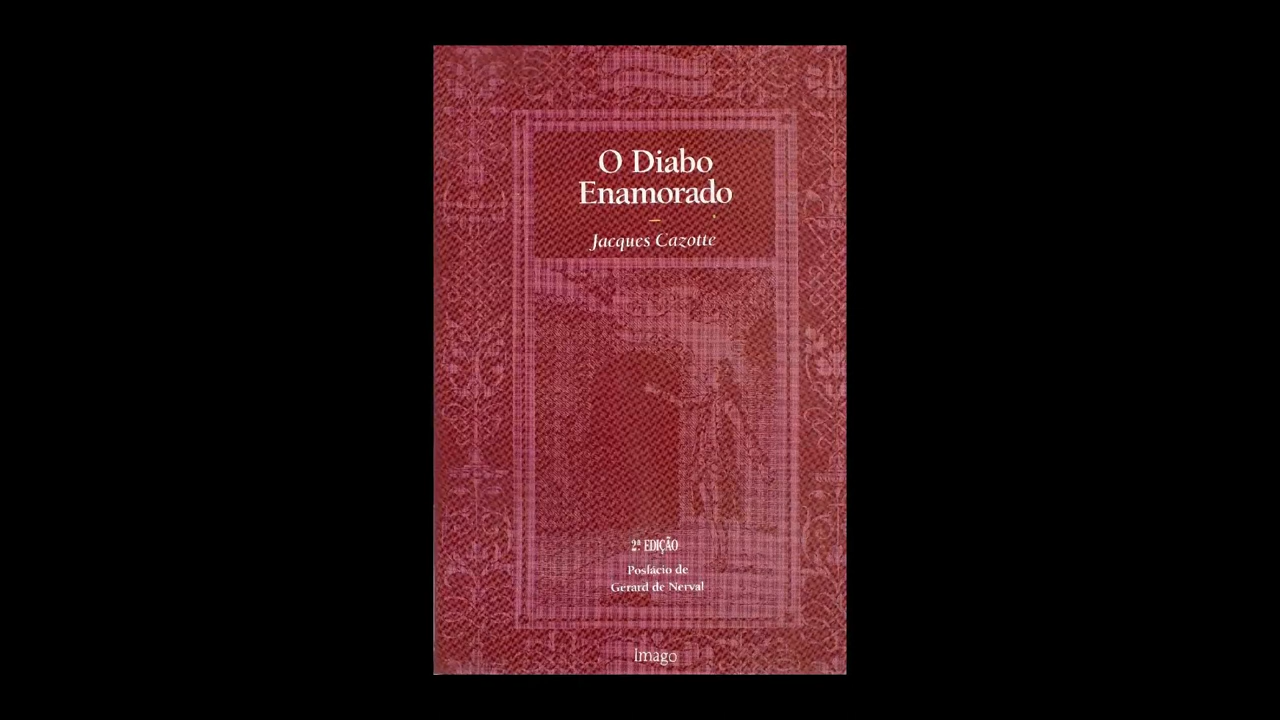 O Diabo
Enamorado
Jacques Cazotte
2ª EDIÇÃO
Posfácio de
Gerard de Nerval
Imago